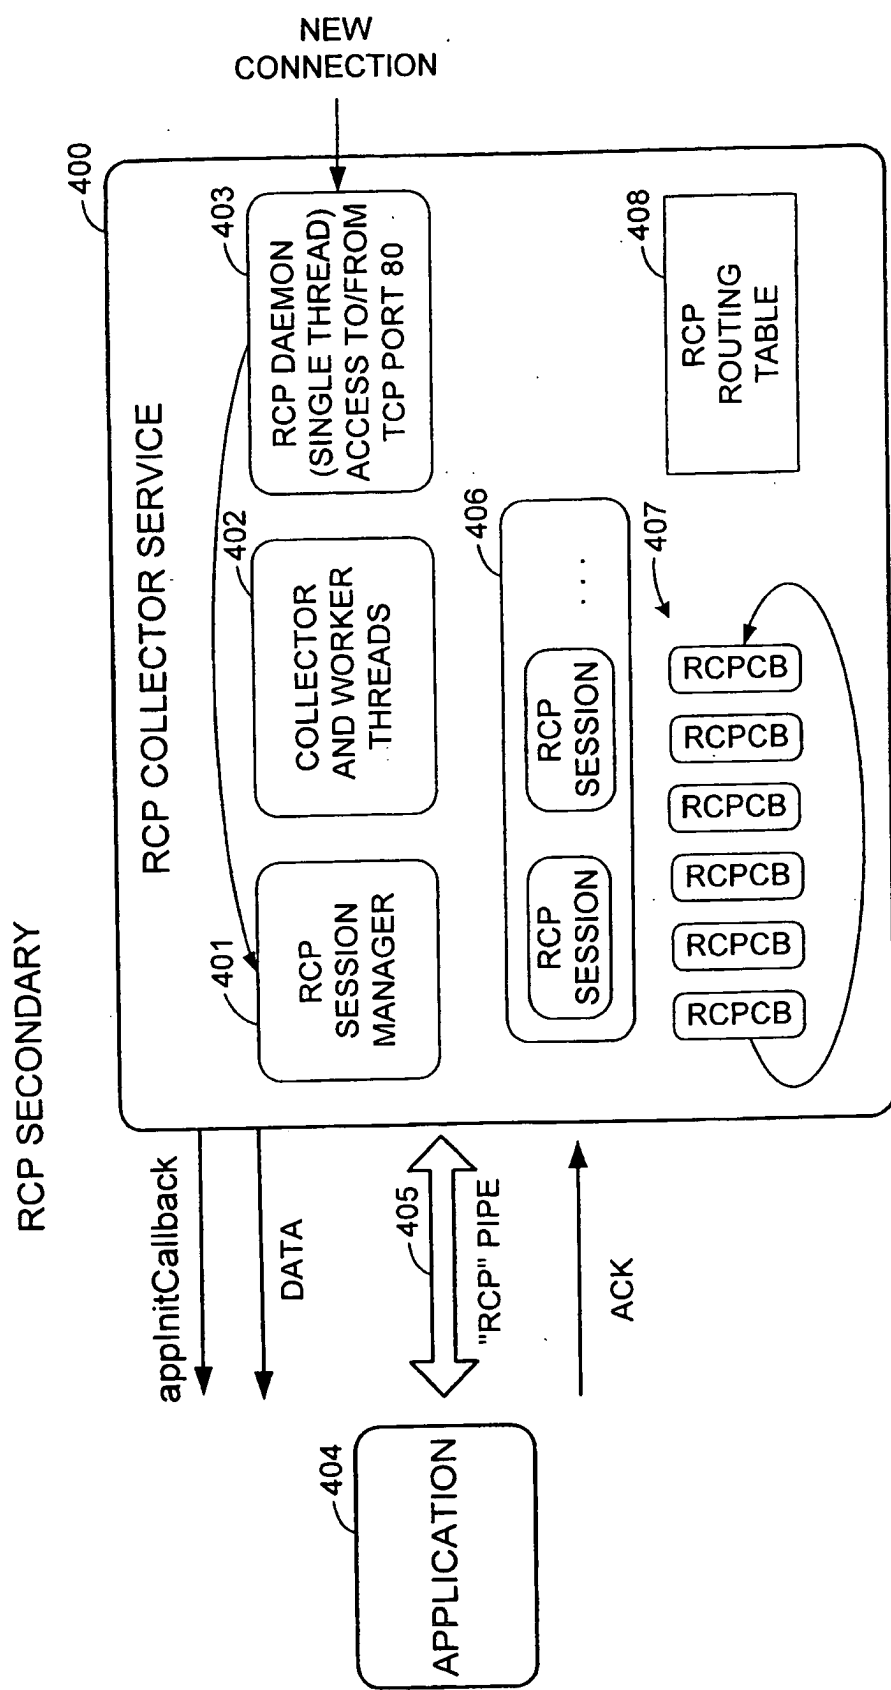 RCP SECONDARY
400
RCP COLLECTOR SERVICE
NEW
CONNECTION
appInitCallback
DATA
401
RCP
SESSION
MANAGER
402
COLLECTOR
AND WORKER
THREADS
403
RCP DAEMON
(SINGLE THREAD)
ACCESS TO/FROM
TCP PORT 80
404
APPLICATION
405
"RCP" PIPE
ACK
406
RCP
SESSION
RCP
SESSION
. . .
407
RCPCB
RCPCB
RCPCB
RCPCB
RCPCB
RCPCB
408
RCP
ROUTING
TABLE